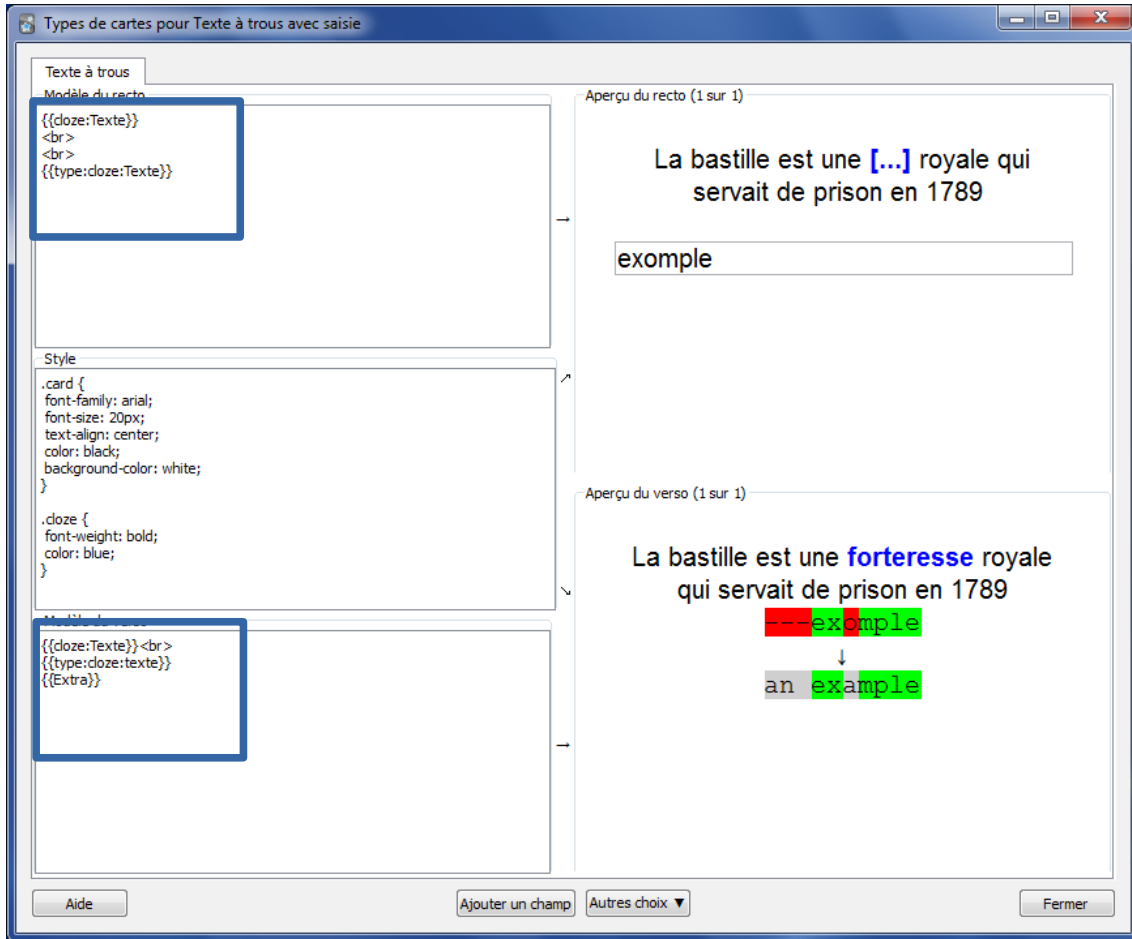 Types de cartes pour Texte à trous avec saisie
Texte à trous
Modèle du recto
{{cloze:Texte}}
<br>
<br>
{{type:cloze:Texte}}
→
Style
.card {
font-family: arial;
font-size: 20px;
text-align: center;
color: black;
background-color: white;
}
.cloze {
font-weight: bold;
color: blue;
}
↗
↘
Modèle du verso
{{cloze:Texte}}<br>
{{type:cloze:texte}}
{{Extra}}
→
Aperçu du recto (1 sur 1)
La bastille est une [...] royale qui
servait de prison en 1789
exomple
Aperçu du verso (1 sur 1)
La bastille est une forteresse royale
qui servait de prison en 1789
---exomple
↓
an example
Aide
Ajouter un champ
Autres choix ▼
Fermer